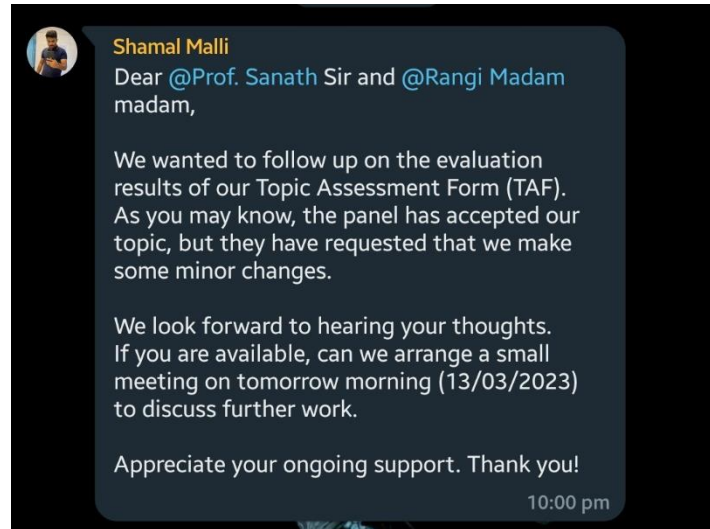 Shamal Malli
Dear @Prof. Sanath Sir and @Rangi Madam
madam,
We wanted to follow up on the evaluation
results of our Topic Assessment Form (TAF).
As you may know, the panel has accepted our
topic, but they have requested that we make
some minor changes.
We look forward to hearing your thoughts.
If you are available, can we arrange a small
meeting on tomorrow morning (13/03/2023)
to discuss further work.
Appreciate your ongoing support. Thank you!
10:00 pm